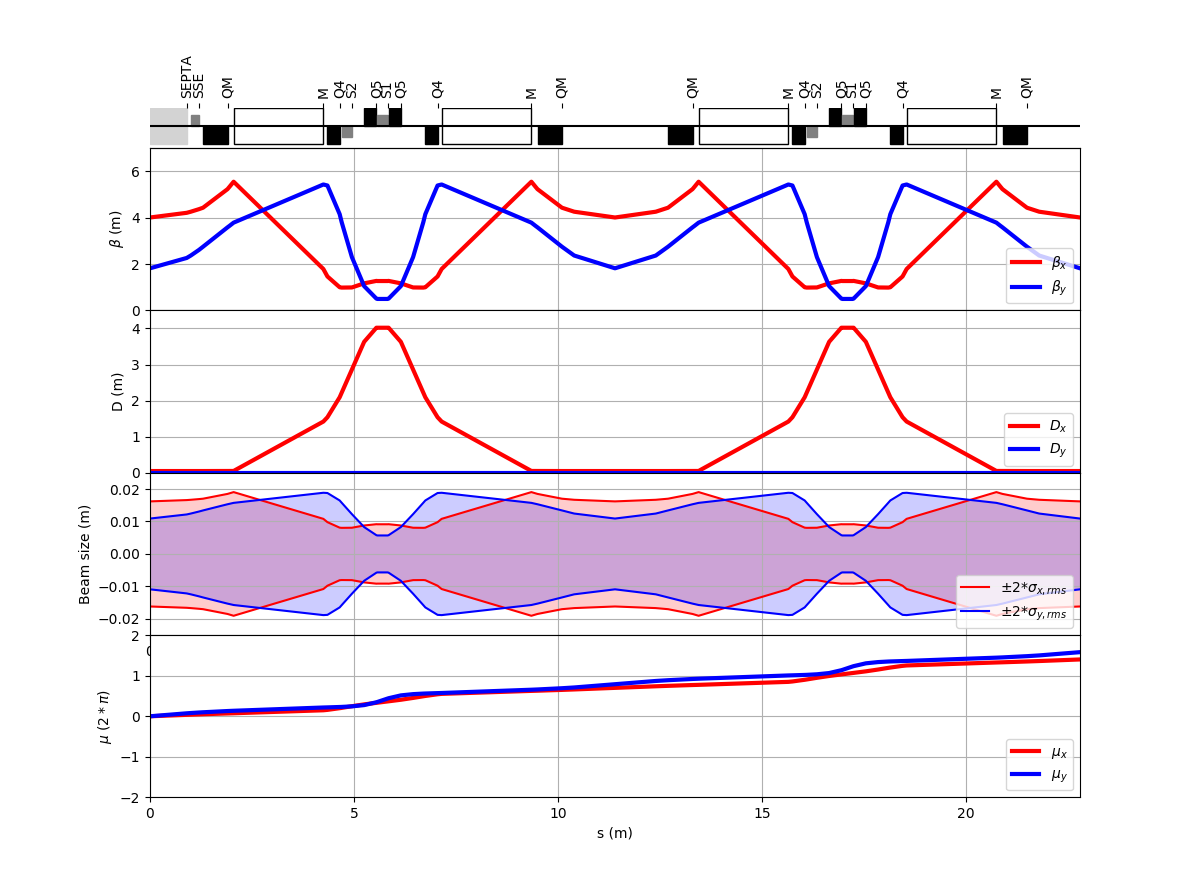 SEPTA SSE QM M Q4 S2 Q5 S1 Q5 Q4 M QM QM M Q4 S2 Q5 S1 Q5 Q4 M QM
6
4
2
0
β (m)
βx
βy
4
3
2
1
0
D (m)
Dx
Dy
0.02
0.01
0.00
−0.01
−0.02
Beam size (m)
±2*σx,rms
±2*σy,rms
0
2
1
0
−1
−2
μ (2 * π)
μx
μy
0 5 10 15 20
s (m)